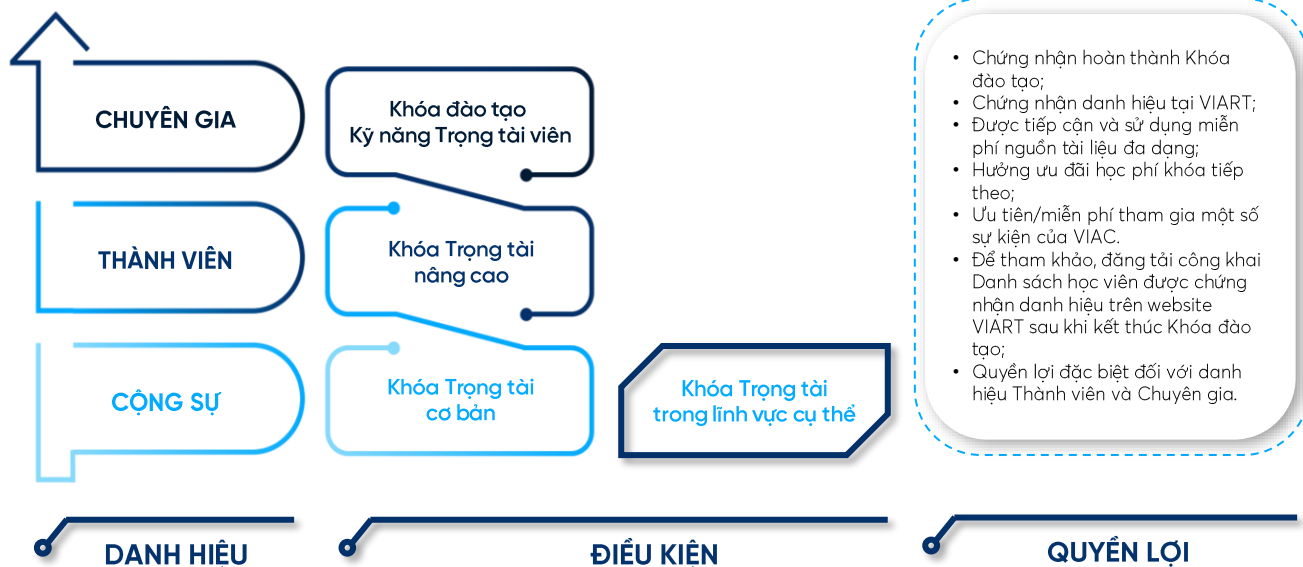 CHUYÊN GIA
Khóa đào tạo
Kỹ năng Trọng tài viên
THÀNH VIÊN
Khóa Trọng tài
nâng cao
CỘNG SỰ
Khóa Trọng tài
cơ bản
Khóa Trọng tài
trong lĩnh vực cụ thể
• Chứng nhận hoàn thành Khóa
đào tạo;
• Chứng nhận danh hiệu tại VIART;
• Được tiếp cận và sử dụng miễn
phí nguồn tài liệu đa dạng;
• Hưởng ưu đãi học phí khóa tiếp
theo;
• Ưu tiên/miễn phí tham gia một số
sự kiện của VIAC.
• Để tham khảo, đăng tải công khai
Danh sách học viên được chứng
nhận danh hiệu trên website
VIART sau khi kết thúc Khóa đào
tạo;
• Quyền lợi đặc biệt đối với danh
hiệu Thành viên và Chuyên gia.
DANH HIỆU
ĐIỀU KIỆN
QUYỀN LỢI